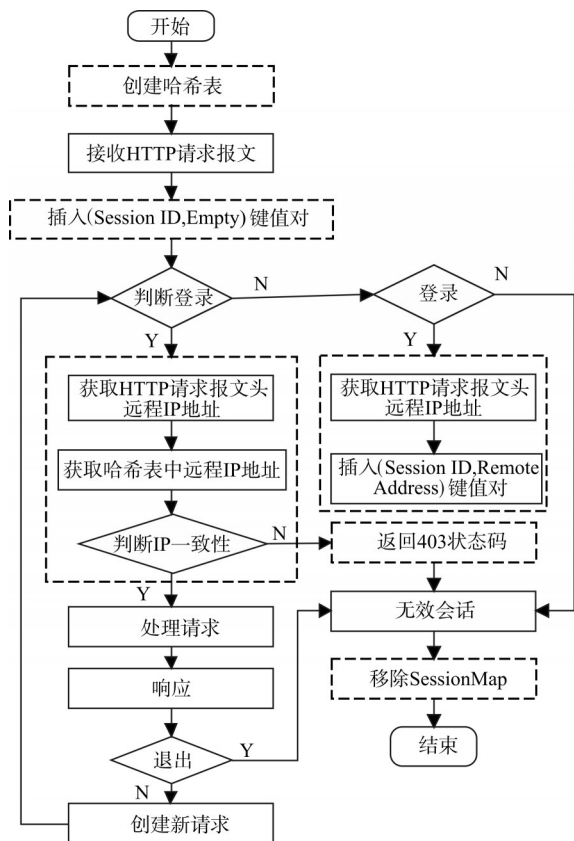 开始
创建哈希表
接收HTTP请求报文
插入(Session ID,Empty)键值对
判断登录
N
登录
N
Y
Y
获取HTTP请求报文头
远程IP地址
获取HTTP请求报文头
远程IP地址
获取哈希表中远程IP地址
插入(Session ID,Remote
Address)键值对
判断IP一致性
N
返回403状态码
Y
处理请求
无效会话
响应
移除SessionMap
退出
Y
结束
N
创建新请求